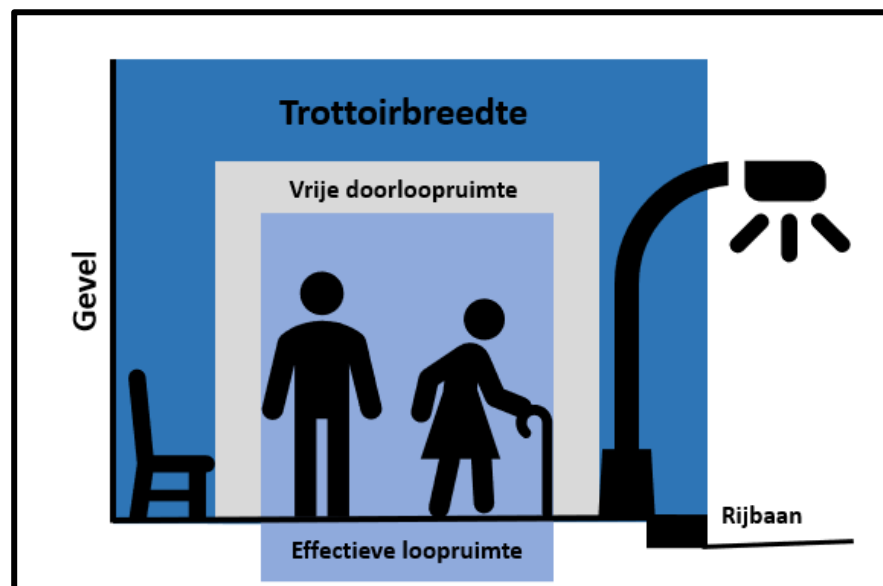 Trottoirbreedte
Vrije doorloopruimte
Gevel
Rijbaan
Effectieve loopruimte